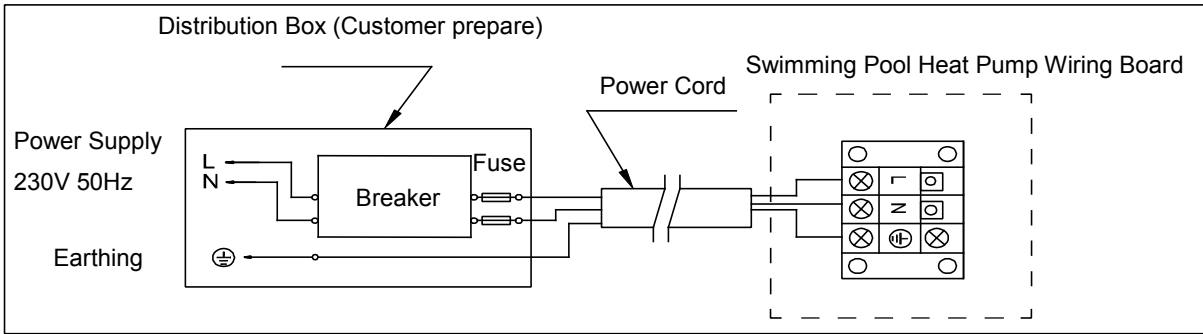 Distribution Box (Customer prepare)
Swimming Pool Heat Pump Wiring Board
Power Cord
Power Supply
230V 50Hz
L
N
Fuse
Breaker
L
N
Earthing